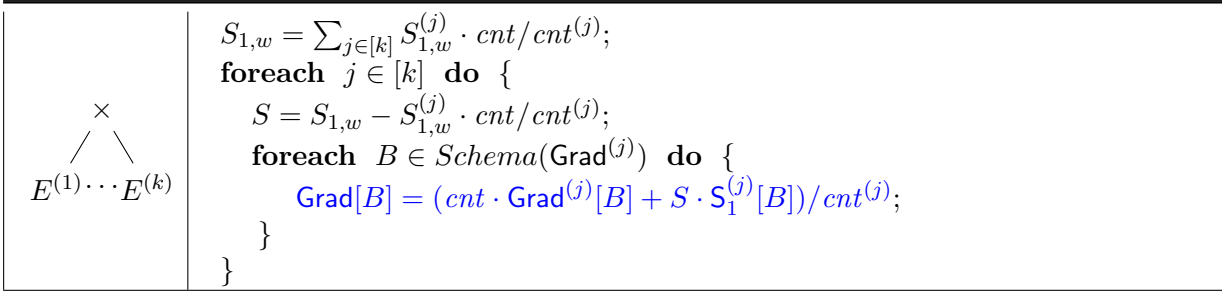 S_{1,w} = ∑_{j∈[k]} S_{1,w}^{(j)} · cnt/cnt^{(j)};
foreach j ∈ [k] do {
S = S_{1,w} − S_{1,w}^{(j)} · cnt/cnt^{(j)};
foreach B ∈ Schema(Grad^{(j)}) do {
Grad[B] = (cnt · Grad^{(j)}[B] + S · S_1^{(j)}[B])/cnt^{(j)};
}
}
×
E^{(1)} ··· E^{(k)}